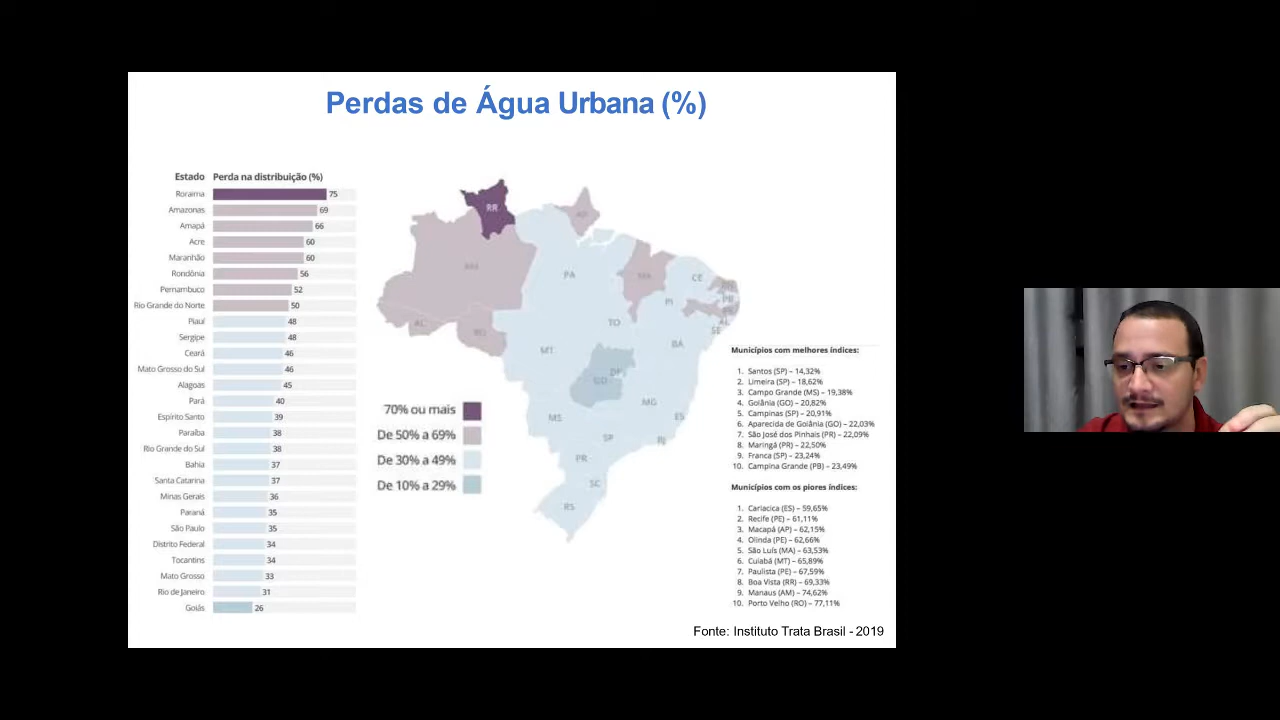 Perdas de Água Urbana (%)
Estado Perda na distribuição (%)
Roraima 75
Amazonas 69
Amapá 66
Acre 60
Maranhão 60
Rondônia 56
Pernambuco 52
Rio Grande do Norte 50
Piauí 48
Sergipe 48
Ceará 46
Mato Grosso do Sul 46
Alagoas 45
Pará 40
Espírito Santo 39
Paraíba 38
Rio Grande do Sul 38
Bahia 37
Santa Catarina 37
Minas Gerais 36
Paraná 35
São Paulo 35
Distrito Federal 34
Tocantins 34
Mato Grosso 33
Rio de Janeiro 31
Goiás 26
RR
AP
AM
PA
MA
CE
RN
PB
PE
PI
AL
SE
AC
RO
TO
BA
MT
DF
GO
MG
MS
ES
SP
RJ
PR
SC
RS
70% ou mais
De 50% a 69%
De 30% a 49%
De 10% a 29%
Municípios com melhores índices:
1. Santos (SP) – 14,32%
2. Limeira (SP) – 18,62%
3. Campo Grande (MS) – 19,38%
4. Goiânia (GO) – 20,82%
5. Campinas (SP) – 20,91%
6. Aparecida de Goiânia (GO) – 22,03%
7. São José dos Pinhais (PR) – 22,09%
8. Maringá (PR) – 22,50%
9. Franca (SP) – 23,24%
10. Campina Grande (PB) – 23,49%
Municípios com os piores índices:
1. Cariacica (ES) – 59,65%
2. Recife (PE) – 61,11%
3. Macapá (AP) – 62,15%
4. Olinda (PE) – 62,66%
5. São Luís (MA) – 63,53%
6. Cuiabá (MT) – 65,89%
7. Paulista (PE) – 67,59%
8. Boa Vista (RR) – 69,33%
9. Manaus (AM) – 74,62%
10. Porto Velho (RO) – 77,11%
Fonte: Instituto Trata Brasil - 2019